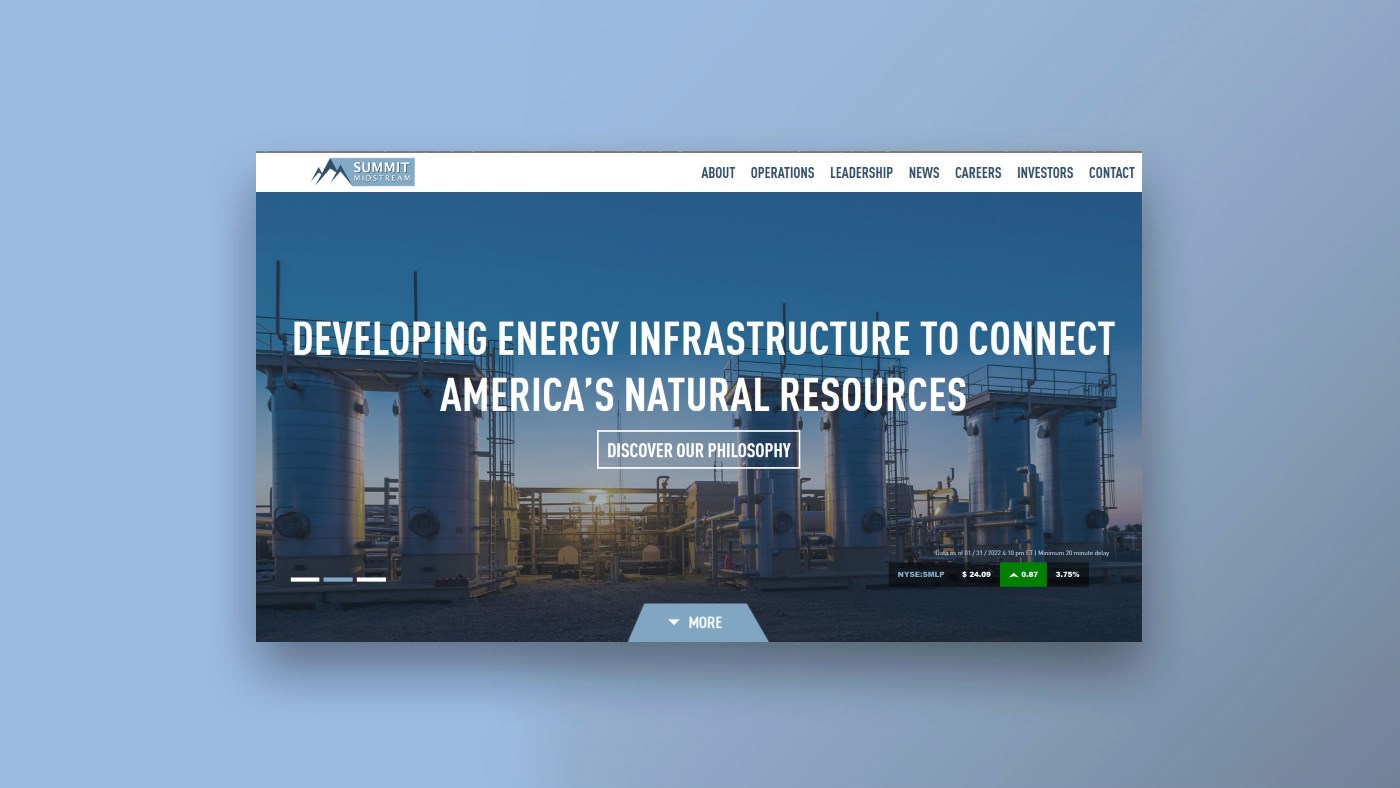 SUMMIT
MIDSTREAM
ABOUT OPERATIONS LEADERSHIP NEWS CAREERS INVESTORS CONTACT
DEVELOPING ENERGY INFRASTRUCTURE TO CONNECT
AMERICA’S NATURAL RESOURCES
DISCOVER OUR PHILOSOPHY
Data as of 01 / 31 / 2022 4:10 pm ET | Minimum 20 minute delay
NYSE:SMLP $ 24.09 0.87 3.75%
MORE